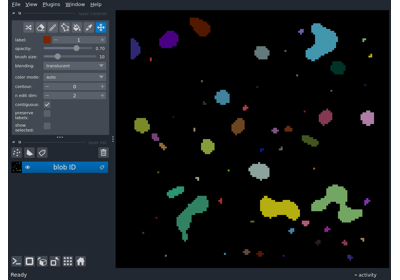 File View Plugins Window Help
label: 1
opacity: 0.70
brush size: 10
blending: translucent
color mode: auto
contour: 0
n edit dim: 2
contiguous:
preserve labels:
show selected:
blob ID
Ready activity